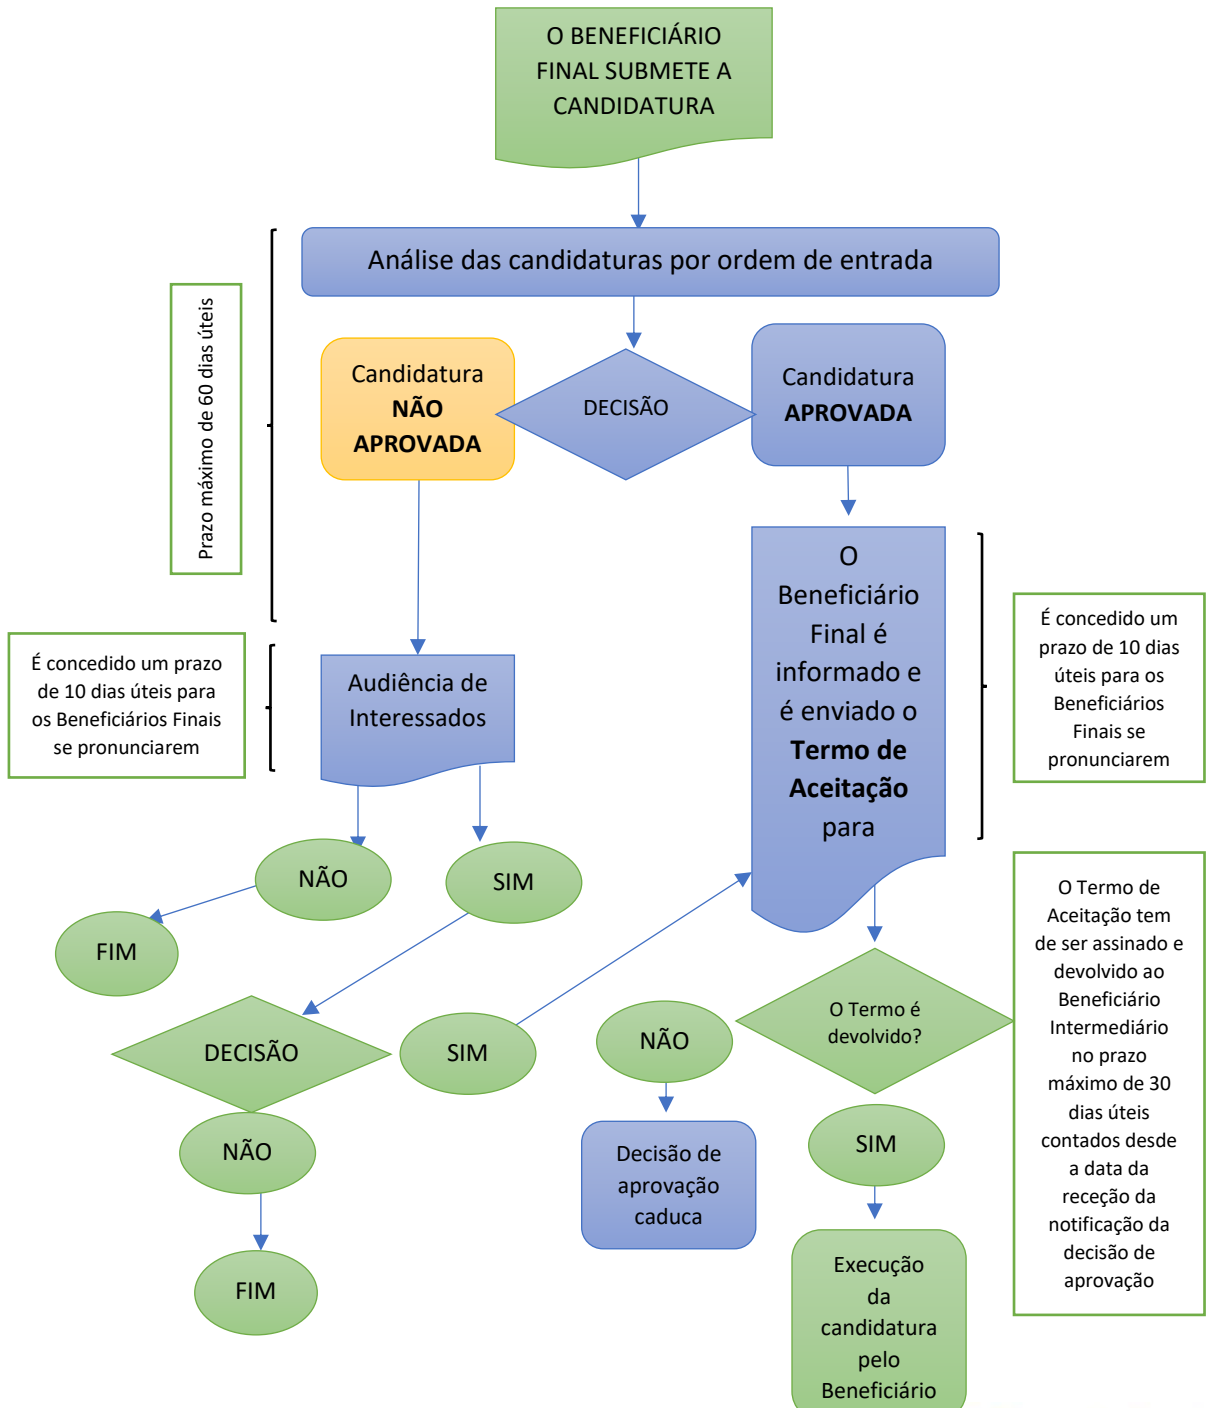 O BENEFICIÁRIO
FINAL SUBMETE A
CANDIDATURA
Análise das candidaturas por ordem de entrada
Prazo máximo de 60 dias úteis
Candidatura
NÃO
APROVADA
DECISÃO
Candidatura
APROVADA
O
Beneficiário
Final é
informado e
é enviado o
Termo de
Aceitação
para
É concedido um
prazo de 10 dias
úteis para os
Beneficiários
Finais se
pronunciarem
É concedido um prazo
de 10 dias úteis para
os Beneficiários Finais
se pronunciarem
Audiência de
Interessados
NÃO
SIM
FIM
DECISÃO
SIM
NÃO
O Termo é
devolvido?
O Termo de
Aceitação tem
de ser assinado e
devolvido ao
Beneficiário
Intermediário
no prazo
máximo de 30
dias úteis
contados desde
a data da
receção da
notificação da
decisão de
aprovação
NÃO
FIM
Decisão de
aprovação
caduca
SIM
Execução
da
candidatura
pelo
Beneficiário